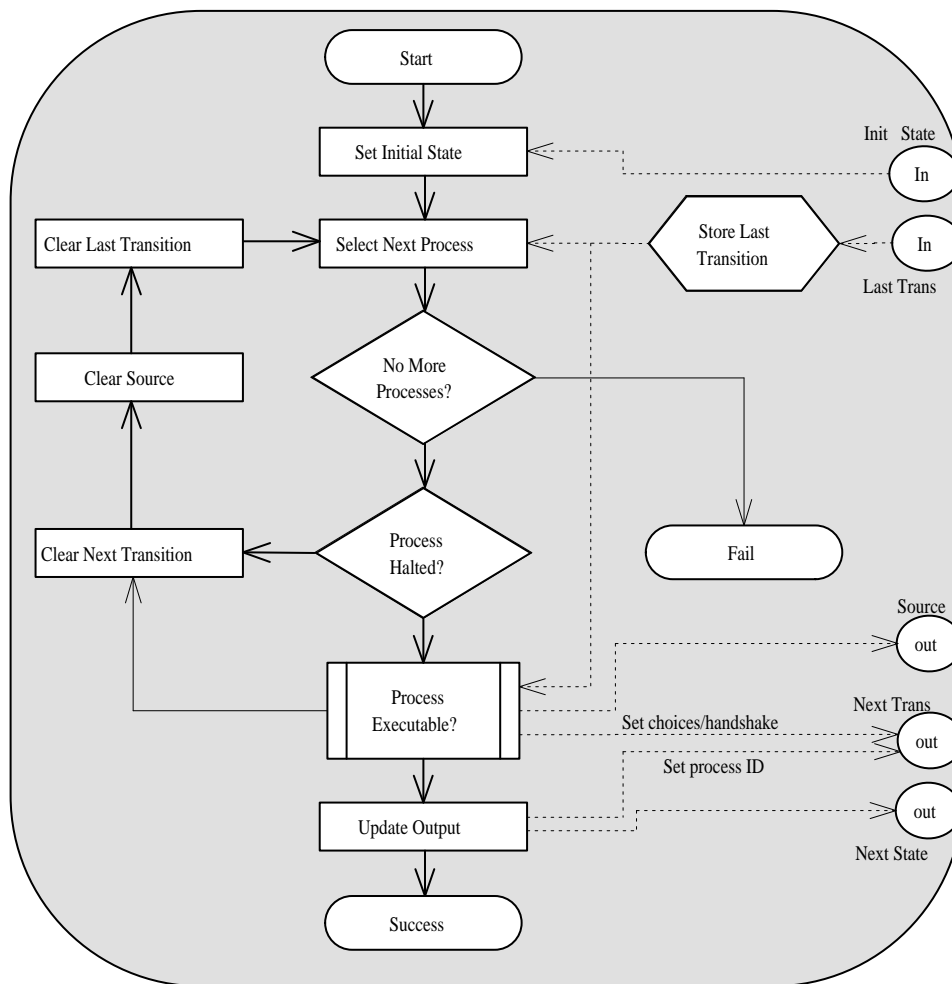 Start
Init State
Set Initial State
In
Clear Last Transition
Select Next Process
Store Last
Transition
In
Last Trans
No More
Processes?
Clear Source
Process
Halted?
Clear Next Transition
Fail
Source
out
Process
Executable?
Set choices/handshake
Next Trans
out
Set process ID
Update Output
out
Next State
Success